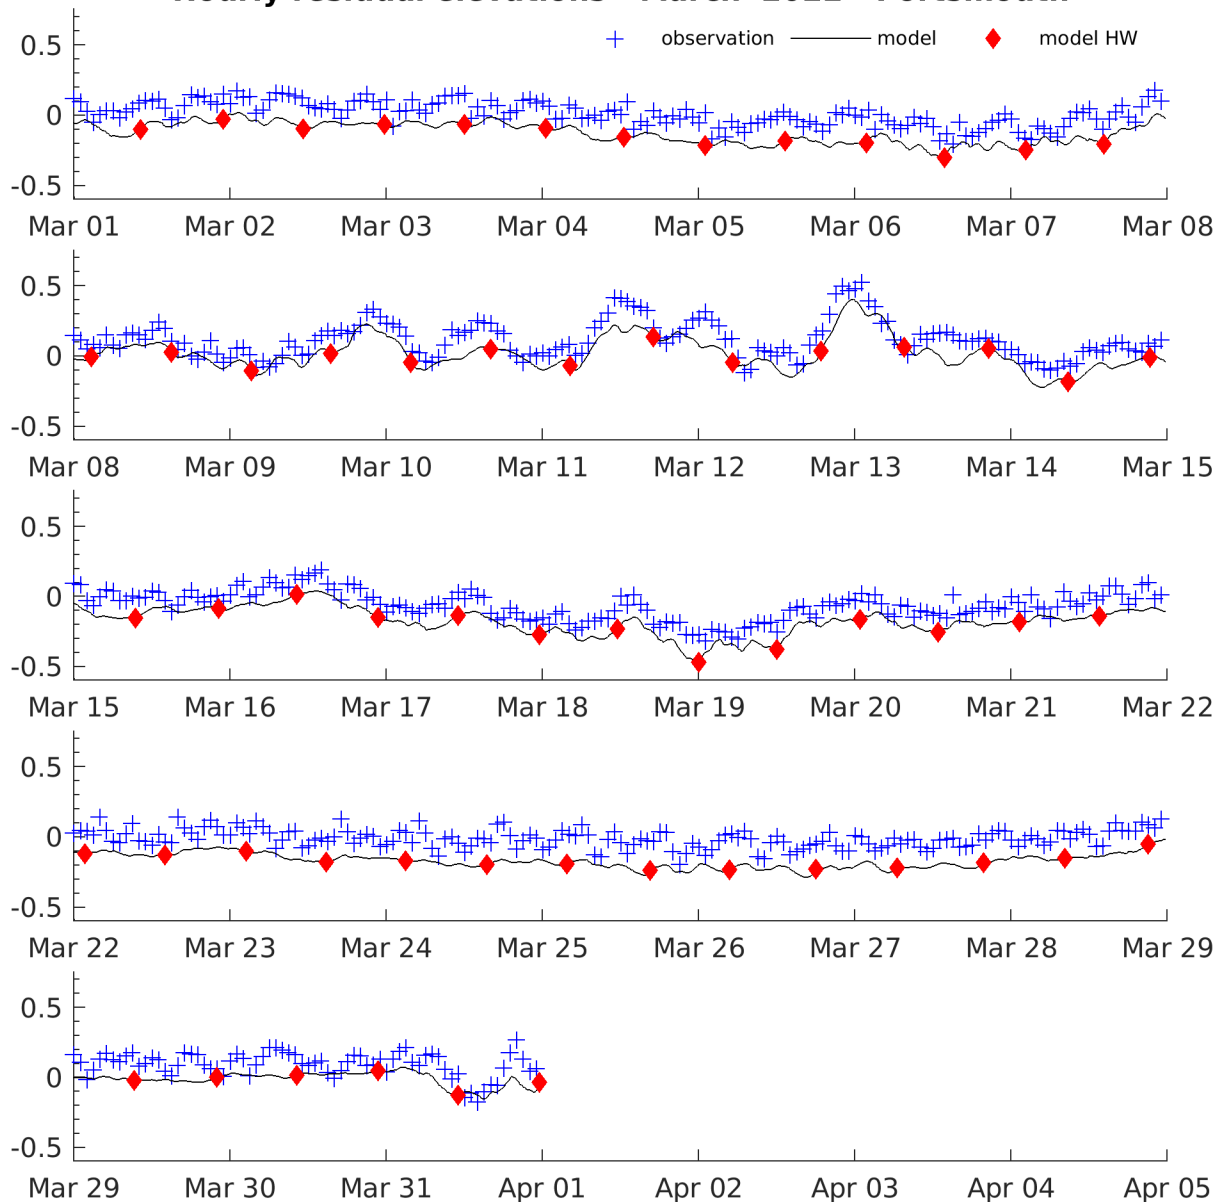 Hourly residual elevations March Portsmouth
observation model model HW
0.5
0
-0.5
Mar 01 Mar 02 Mar 03 Mar 04 Mar 05 Mar 06 Mar 07 Mar 08
0.5
0
-0.5
Mar 08 Mar 09 Mar 10 Mar 11 Mar 12 Mar 13 Mar 14 Mar 15
0.5
0
-0.5
Mar 15 Mar 16 Mar 17 Mar 18 Mar 19 Mar 20 Mar 21 Mar 22
0.5
0
-0.5
Mar 22 Mar 23 Mar 24 Mar 25 Mar 26 Mar 27 Mar 28 Mar 29
0.5
0
-0.5
Mar 29 Mar 30 Mar 31 Apr 01 Apr 02 Apr 03 Apr 04 Apr 05